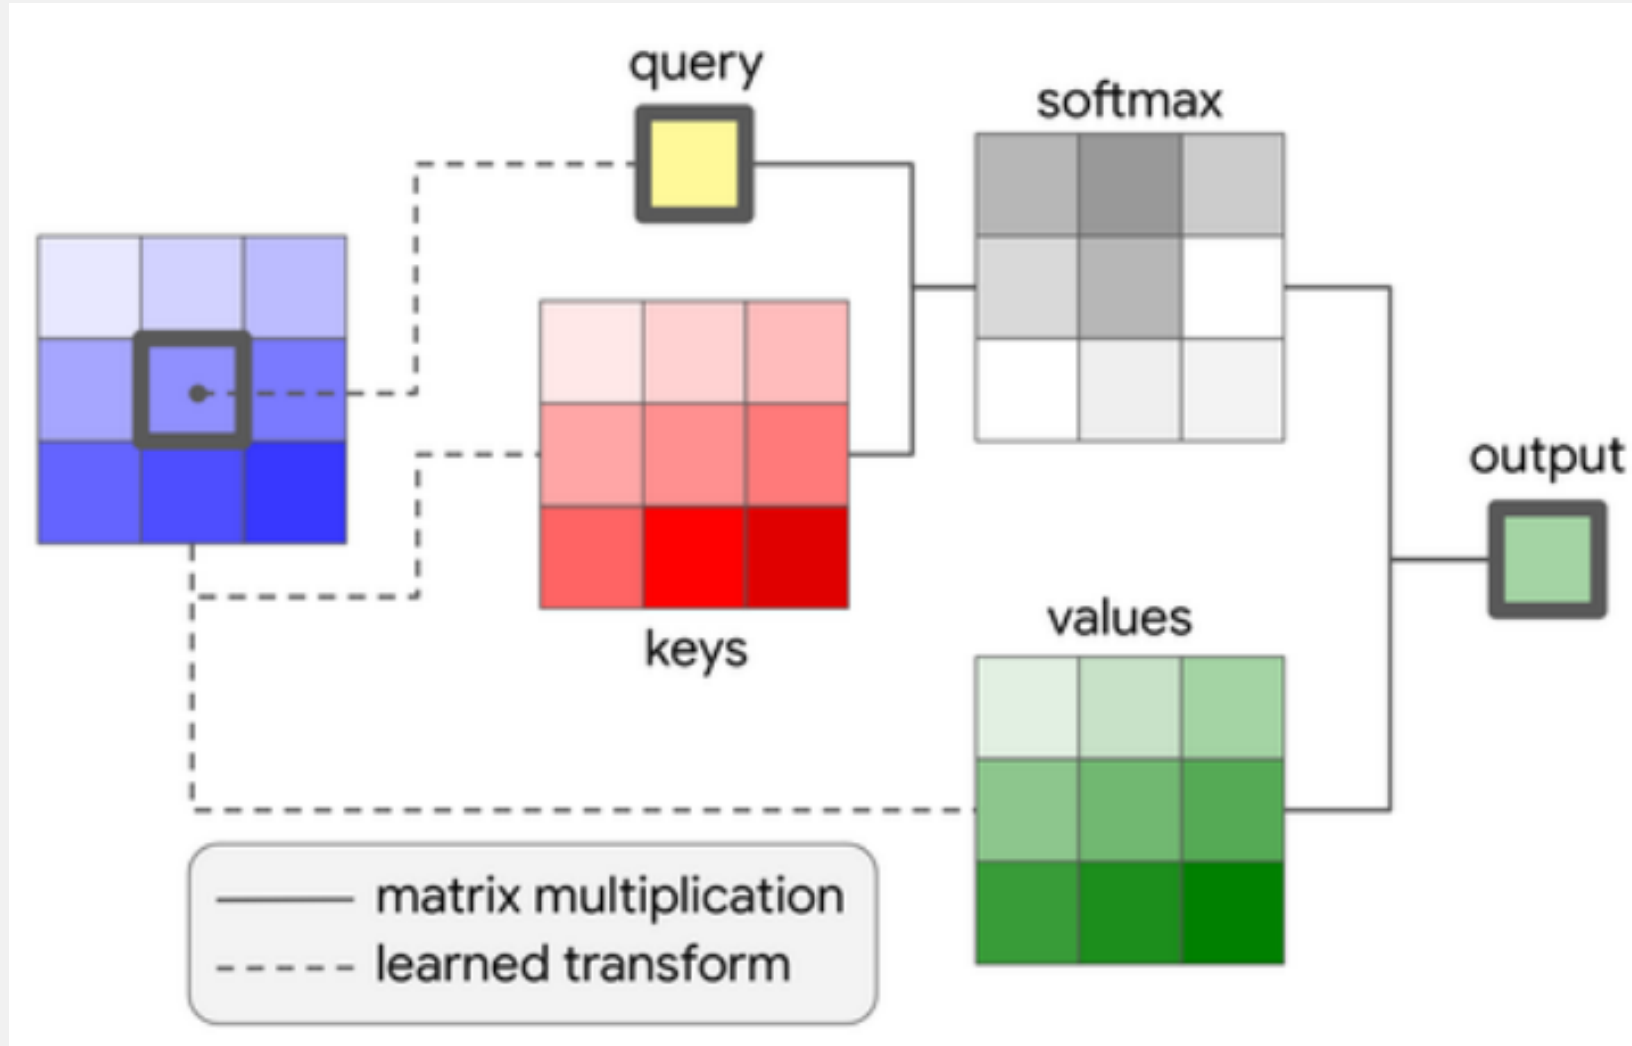 query
softmax
keys
values
output
matrix multiplication
learned transform